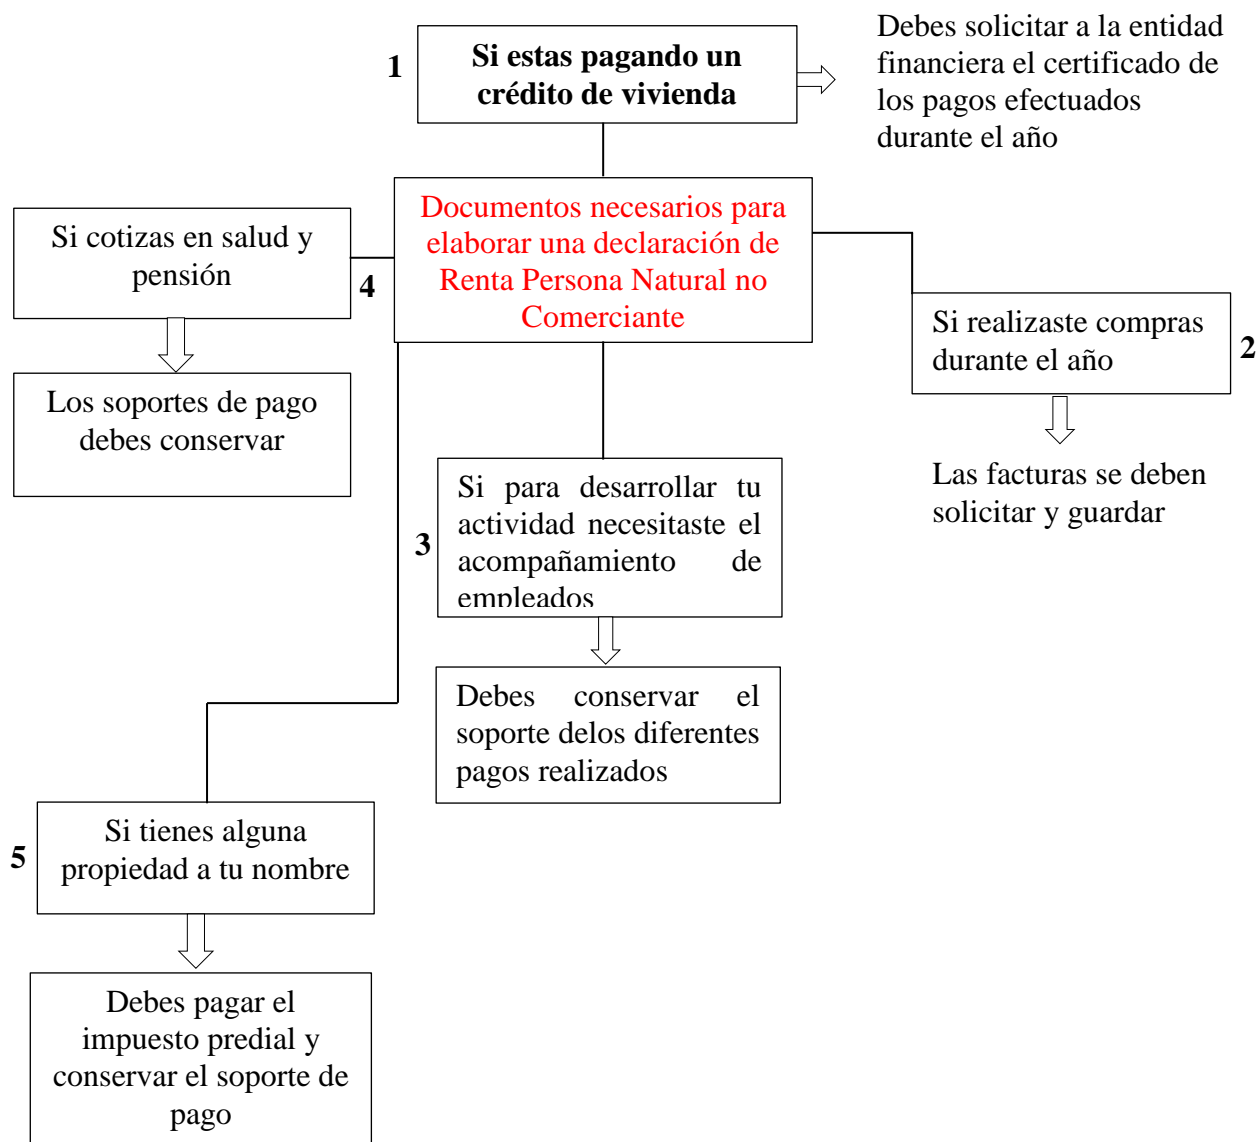 1
Si estas pagando un
crédito de vivienda
Debes solicitar a la entidad
financiera el certificado de
los pagos efectuados
durante el año
Documentos necesarios para
elaborar una declaración de
Renta Persona Natural no
Comerciante
Si cotizas en salud y
pensión
4
Los soportes de pago
debes conservar
Si realizaste compras
durante el año
2
Las facturas se deben
solicitar y guardar
3
Si para desarrollar tu
actividad necesitaste el
acompañamiento de
empleados
Debes conservar el
soporte delos diferentes
pagos realizados
5
Si tienes alguna
propiedad a tu nombre
Debes pagar el
impuesto predial y
conservar el soporte de
pago